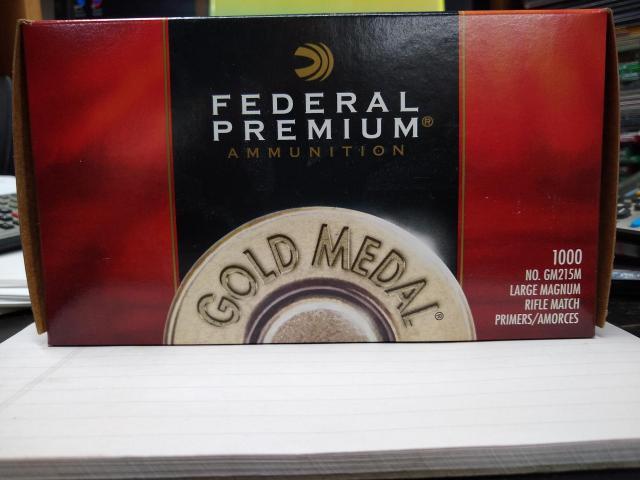 FEDERAL
PREMIUM®
AMMUNITION
GOLD MEDAL®
1000
NO. GM215M
LARGE MAGNUM
RIFLE MATCH
PRIMERS/AMORCES